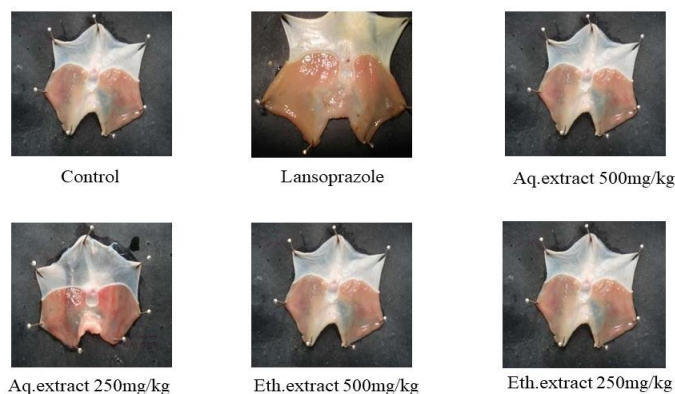 Control
Lansoprazole
Aq.extract 500mg/kg
Aq.extract 250mg/kg
Eth.extract 500mg/kg
Eth.extract 250mg/kg